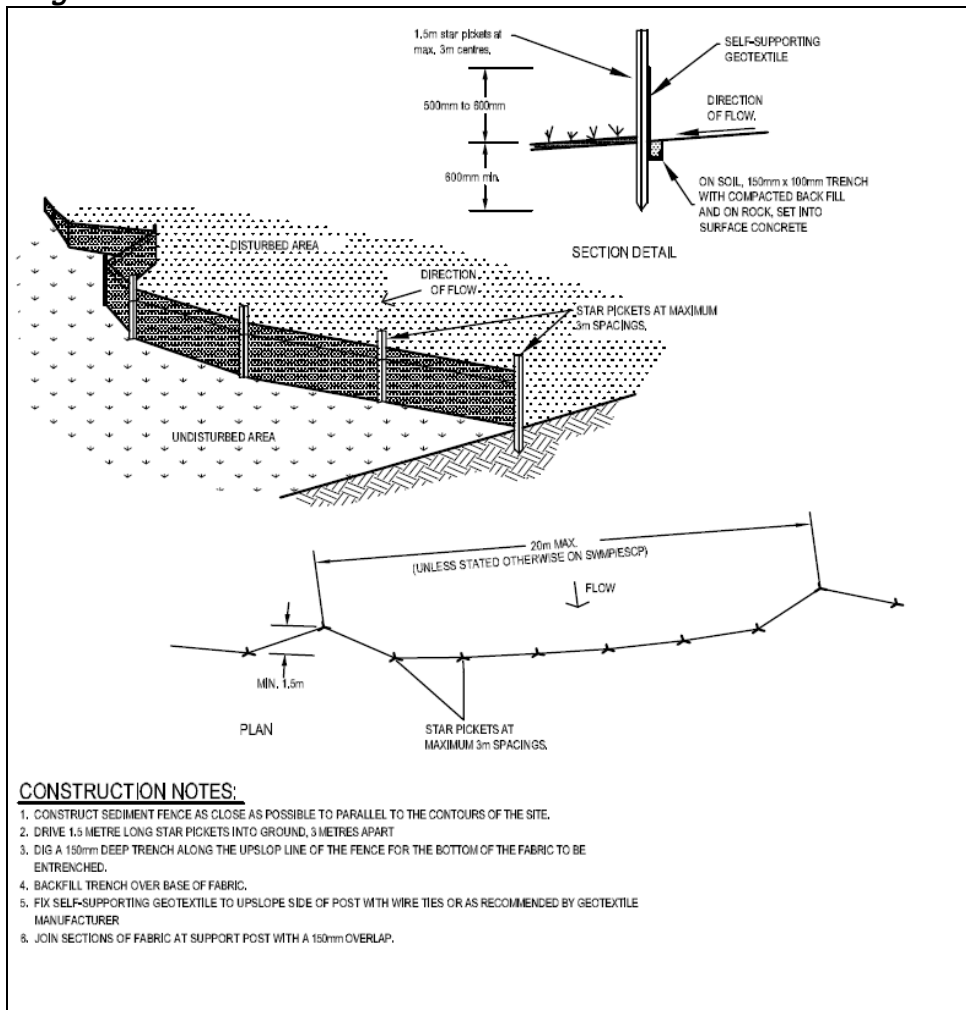 1.5m star pickets at
max. 3m centres.
SELF-SUPPORTING
GEOTEXTILE
500mm to 600mm
DIRECTION
OF FLOW.
600mm min.
ON SOIL, 150mm x 100mm TRENCH
WITH COMPACTED BACK FILL
AND ON ROCK, SET INTO
SURFACE CONCRETE
SECTION DETAIL
DISTURBED AREA
DIRECTION
OF FLOW
STAR PICKETS AT MAXIMUM
3m SPACINGS.
UNDISTURBED AREA
20m MAX.
(UNLESS STATED OTHERWISE ON SWMP/ESCP)
FLOW
MIN. 1.5m
PLAN
STAR PICKETS AT
MAXIMUM 3m SPACINGS.
CONSTRUCTION NOTES:
1. CONSTRUCT SEDIMENT FENCE AS CLOSE AS POSSIBLE TO PARALLEL TO THE CONTOURS OF THE SITE.
2. DRIVE 1.5 METRE LONG STAR PICKETS INTO GROUND, 3 METRES APART
3. DIG A 150mm DEEP TRENCH ALONG THE UPSLOP LINE OF THE FENCE FOR THE BOTTOM OF THE FABRIC TO BE
ENTRENCHED.
4. BACKFILL TRENCH OVER BASE OF FABRIC.
5. FIX SELF-SUPPORTING GEOTEXTILE TO UPSLOPE SIDE OF POST WITH WIRE TIES OR AS RECOMMENDED BY GEOTEXTILE
MANUFACTURER
6. JOIN SECTIONS OF FABRIC AT SUPPORT POST WITH A 150mm OVERLAP.